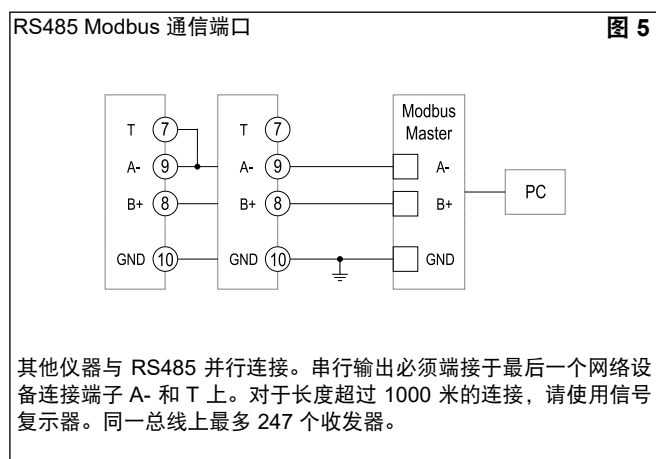 RS485 Modbus 通信端口 图 5
T 7 T 7 Modbus Master
A- 9 A- 9 A-
B+ 8 B+ 8 B+ PC
GND 10 GND 10 GND
其他仪器与 RS485 并行连接。串行输出必须端接于最后一个网络设
备连接端子 A- 和 T 上。对于长度超过 1000 米的连接，请使用信号
复示器。同一总线上最多 247 个收发器。